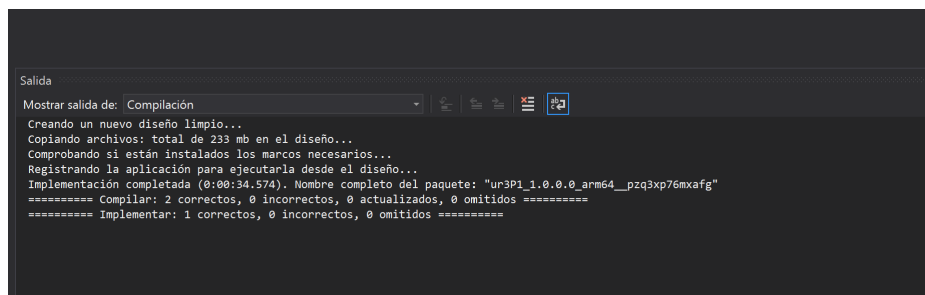 Salida
Mostrar salida de: Compilación
Creando un nuevo diseño limpio...
Copiando archivos: total de 233 mb en el diseño...
Comprobando si están instalados los marcos necesarios...
Registrando la aplicación para ejecutarla desde el diseño...
Implementación completada (0:00:34.574). Nombre completo del paquete: "ur3P1_1.0.0.0_arm64__pzq3xp76mxafg"
========== Compilar: 2 correctos, 0 incorrectos, 0 actualizados, 0 omitidos ==========
========== Implementar: 1 correctos, 0 incorrectos, 0 omitidos ==========